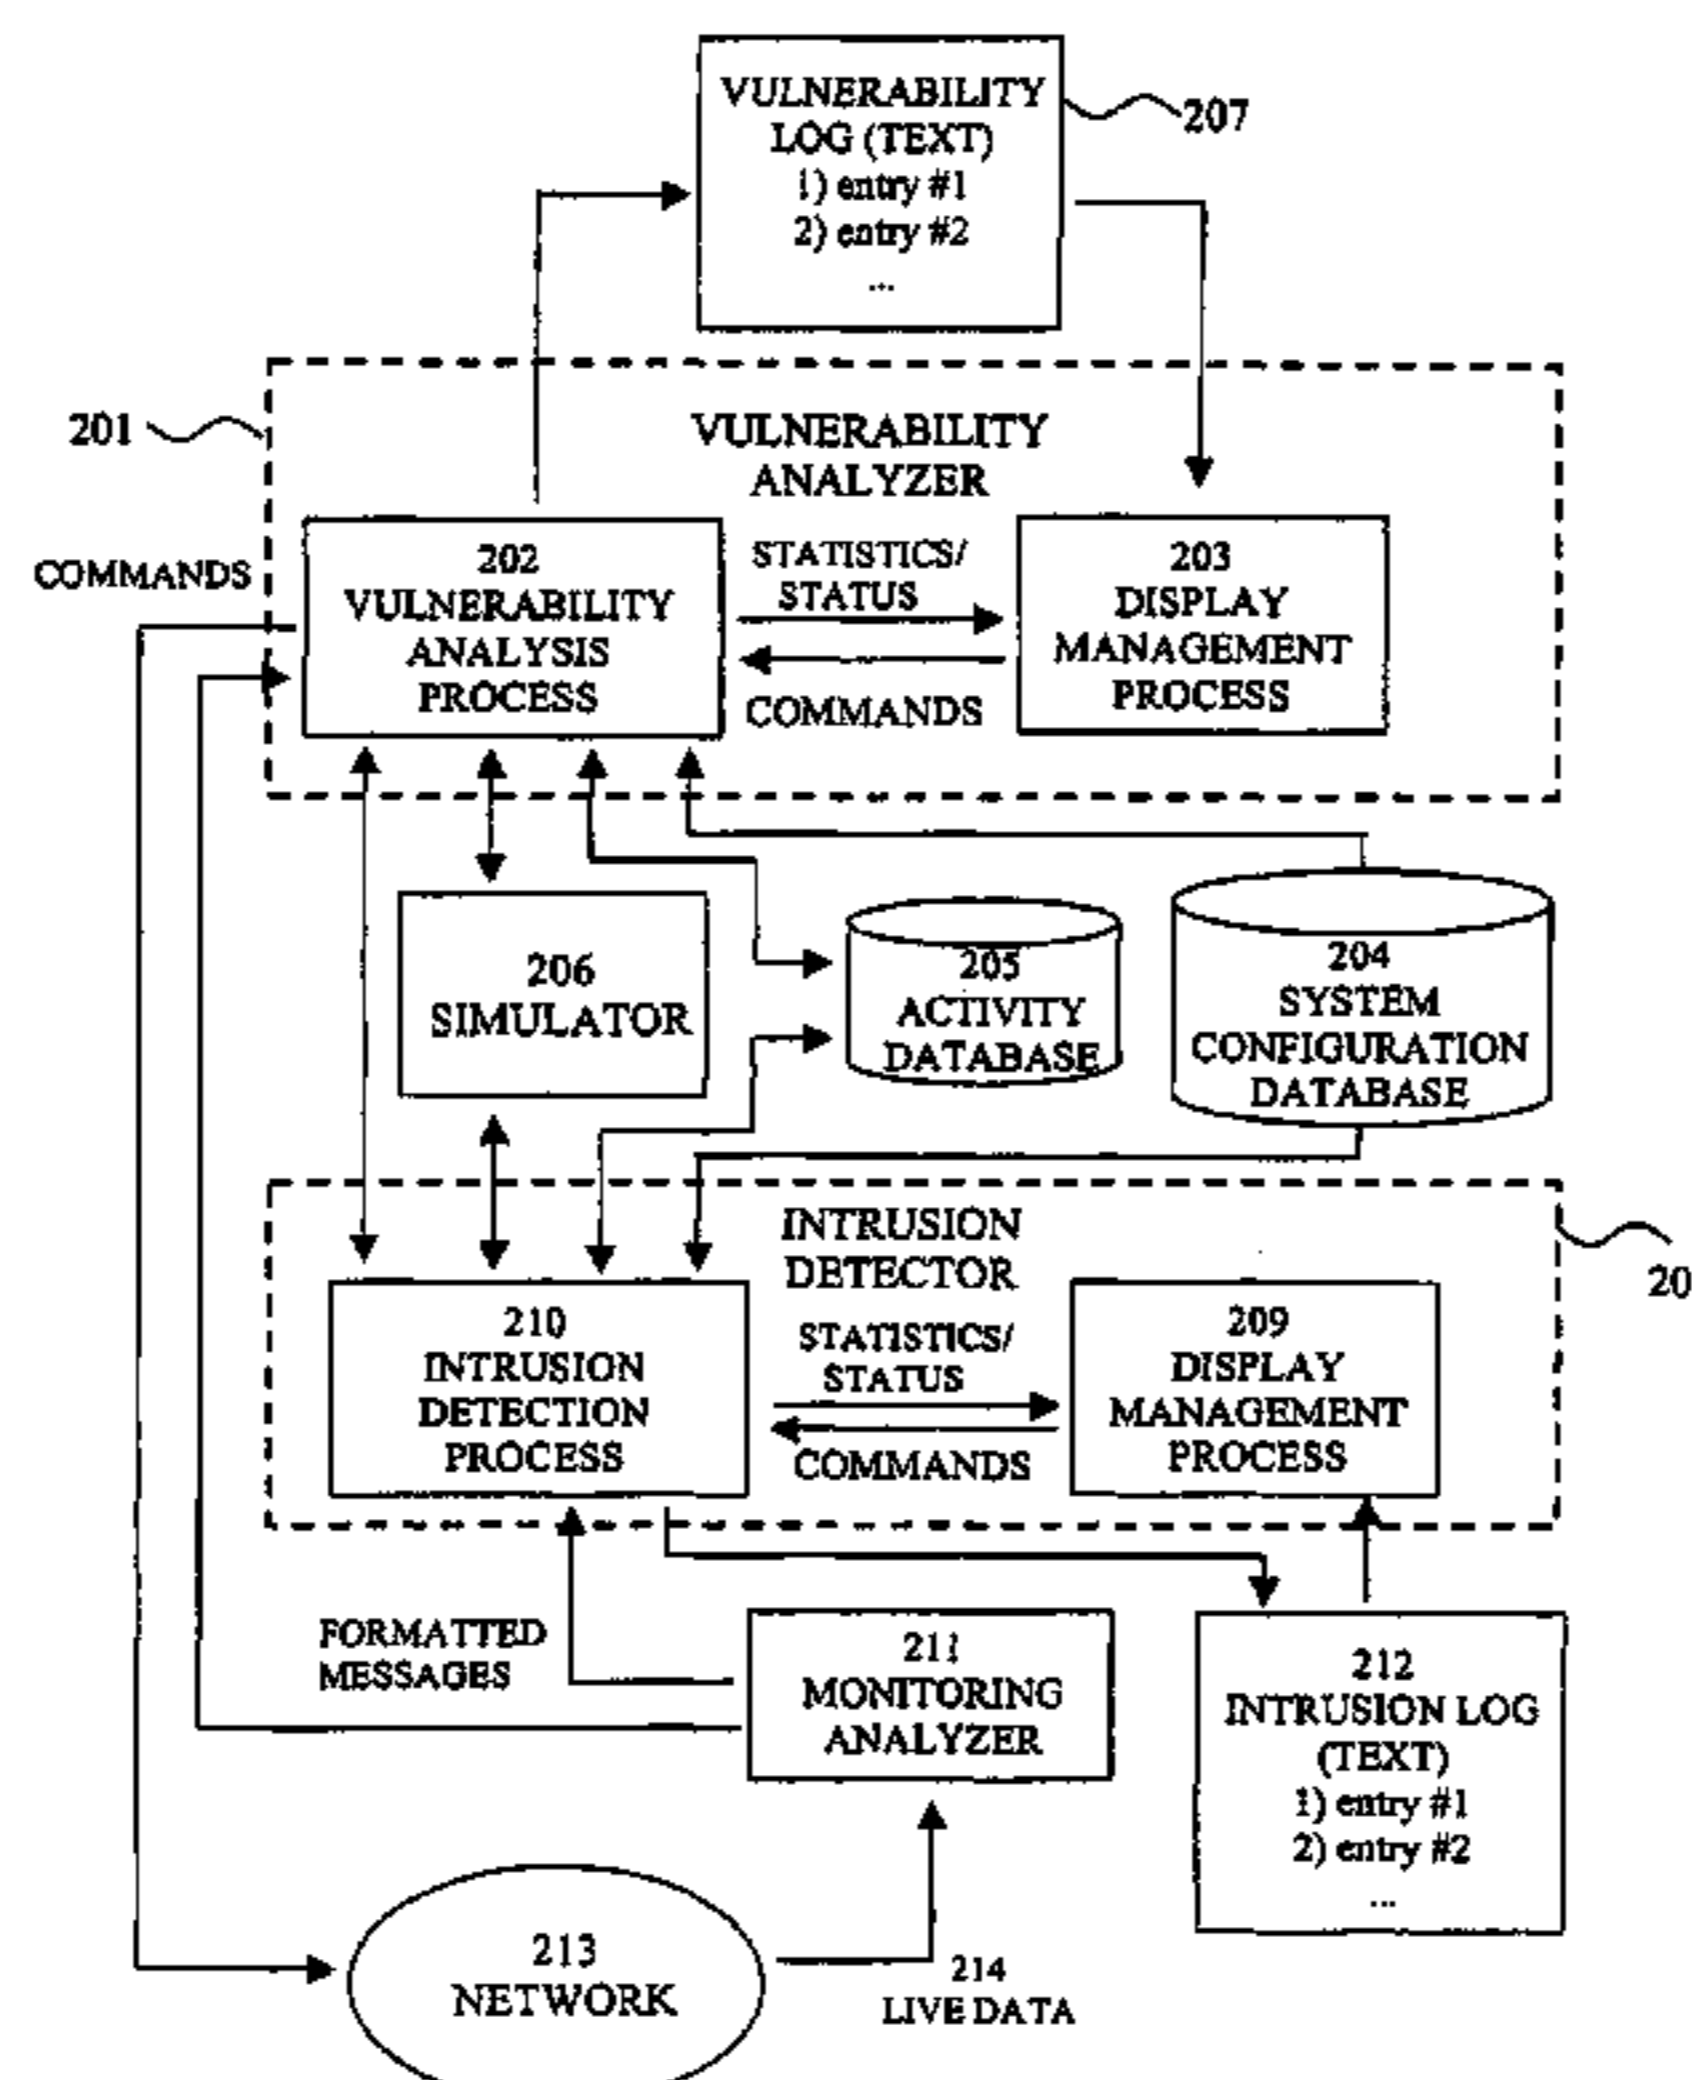 VULNERABILITY
LOG (TEXT)
1) entry #1
2) entry #2
...
207
201
VULNERABILITY
ANALYZER
COMMANDS
202
VULNERABILITY
ANALYSIS
PROCESS
STATISTICS/
STATUS
COMMANDS
203
DISPLAY
MANAGEMENT
PROCESS
206
SIMULATOR
205
ACTIVITY
DATABASE
204
SYSTEM
CONFIGURATION
DATABASE
INTRUSION
DETECTOR
20
210
INTRUSION
DETECTION
PROCESS
STATISTICS/
STATUS
COMMANDS
209
DISPLAY
MANAGEMENT
PROCESS
FORMATTED
MESSAGES
211
MONITORING
ANALYZER
212
INTRUSION LOG
(TEXT)
1) entry #1
2) entry #2
...
213
NETWORK
214
LIVE DATA